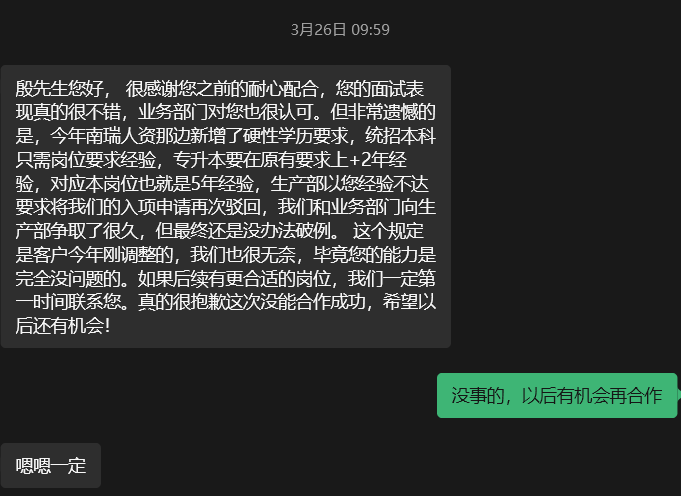 3月26日 09:59
殷先生您好， 很感谢您之前的耐心配合，您的面试表
现真的很不错，业务部门对您也很认可。但非常遗憾的
是，今年南瑞人资那边新增了硬性学历要求，统招本科
只需岗位要求经验，专升本要在原有要求上+2年经
验，对应本岗位也就是5年经验，生产部以您经验不达
要求将我们的入项申请再次驳回，我们和业务部门向生
产部争取了很久，但最终还是没办法破例。 这个规定
是客户今年刚调整的，我们也很无奈，毕竟您的能力是
完全没问题的。如果后续有更合适的岗位，我们一定第
一时间联系您。真的很抱歉这次没能合作成功，希望以
后还有机会！
没事的，以后有机会再合作
嗯嗯一定